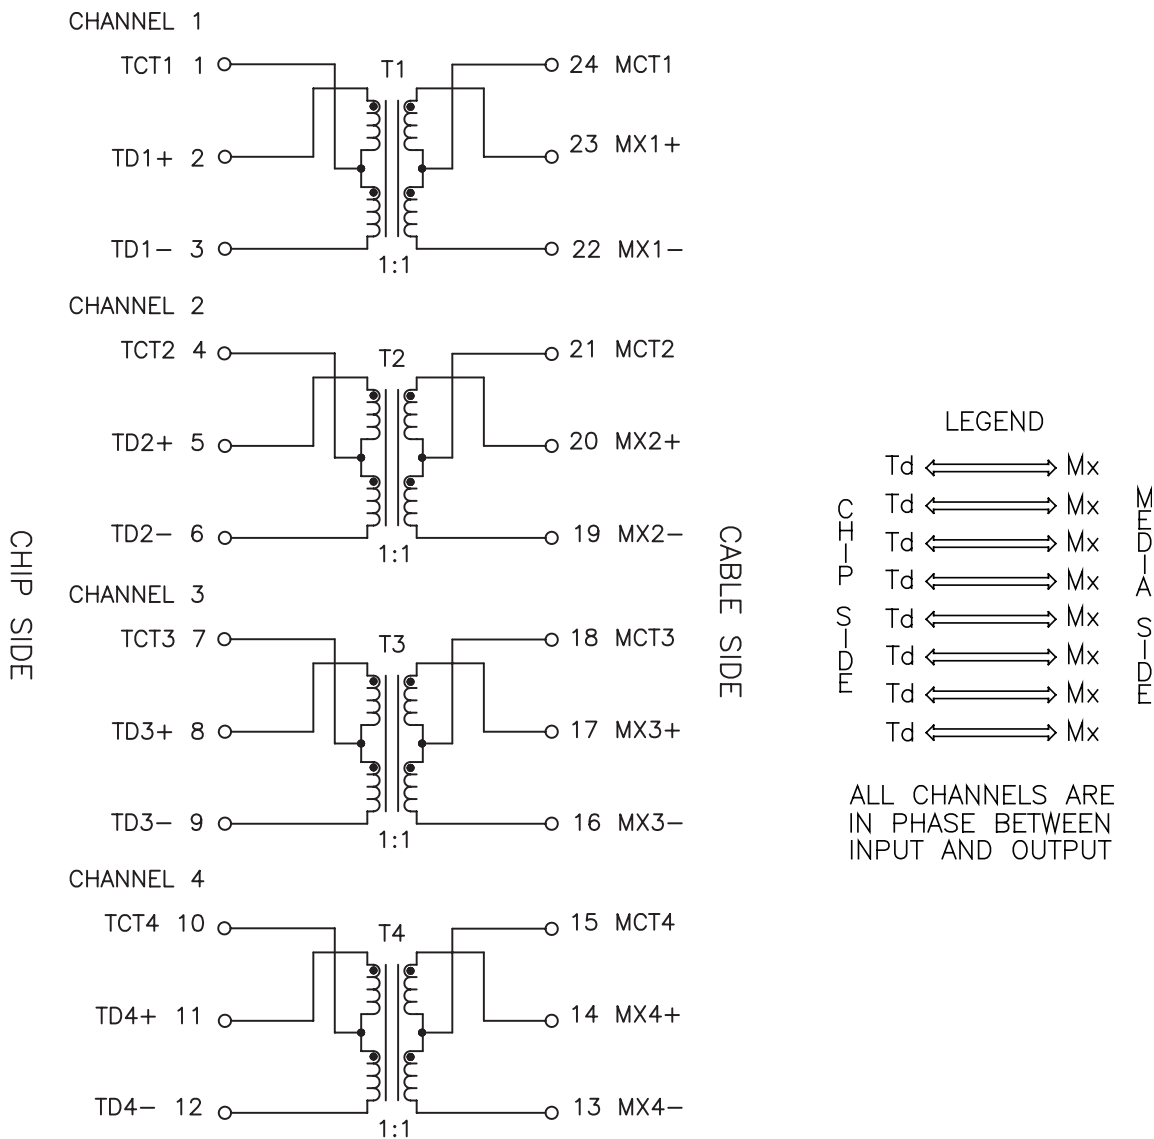 CHANNEL 1
TCT1 1
T1
24 MCT1
TD1+ 2
23 MX1+
TD1- 3
22 MX1-
1:1
CHANNEL 2
TCT2 4
T2
21 MCT2
TD2+ 5
20 MX2+
TD2- 6
19 MX2-
1:1
CHANNEL 3
TCT3 7
T3
18 MCT3
TD3+ 8
17 MX3+
TD3- 9
16 MX3-
1:1
CHANNEL 4
TCT4 10
T4
15 MCT4
TD4+ 11
14 MX4+
TD4- 12
13 MX4-
1:1
CHIP SIDE
CABLE SIDE
LEGEND
CHIP SIDE
Td Mx
Td Mx
Td Mx
Td Mx
Td Mx
Td Mx
Td Mx
Td Mx
MEDIA SIDE
ALL CHANNELS ARE
IN PHASE BETWEEN
INPUT AND OUTPUT